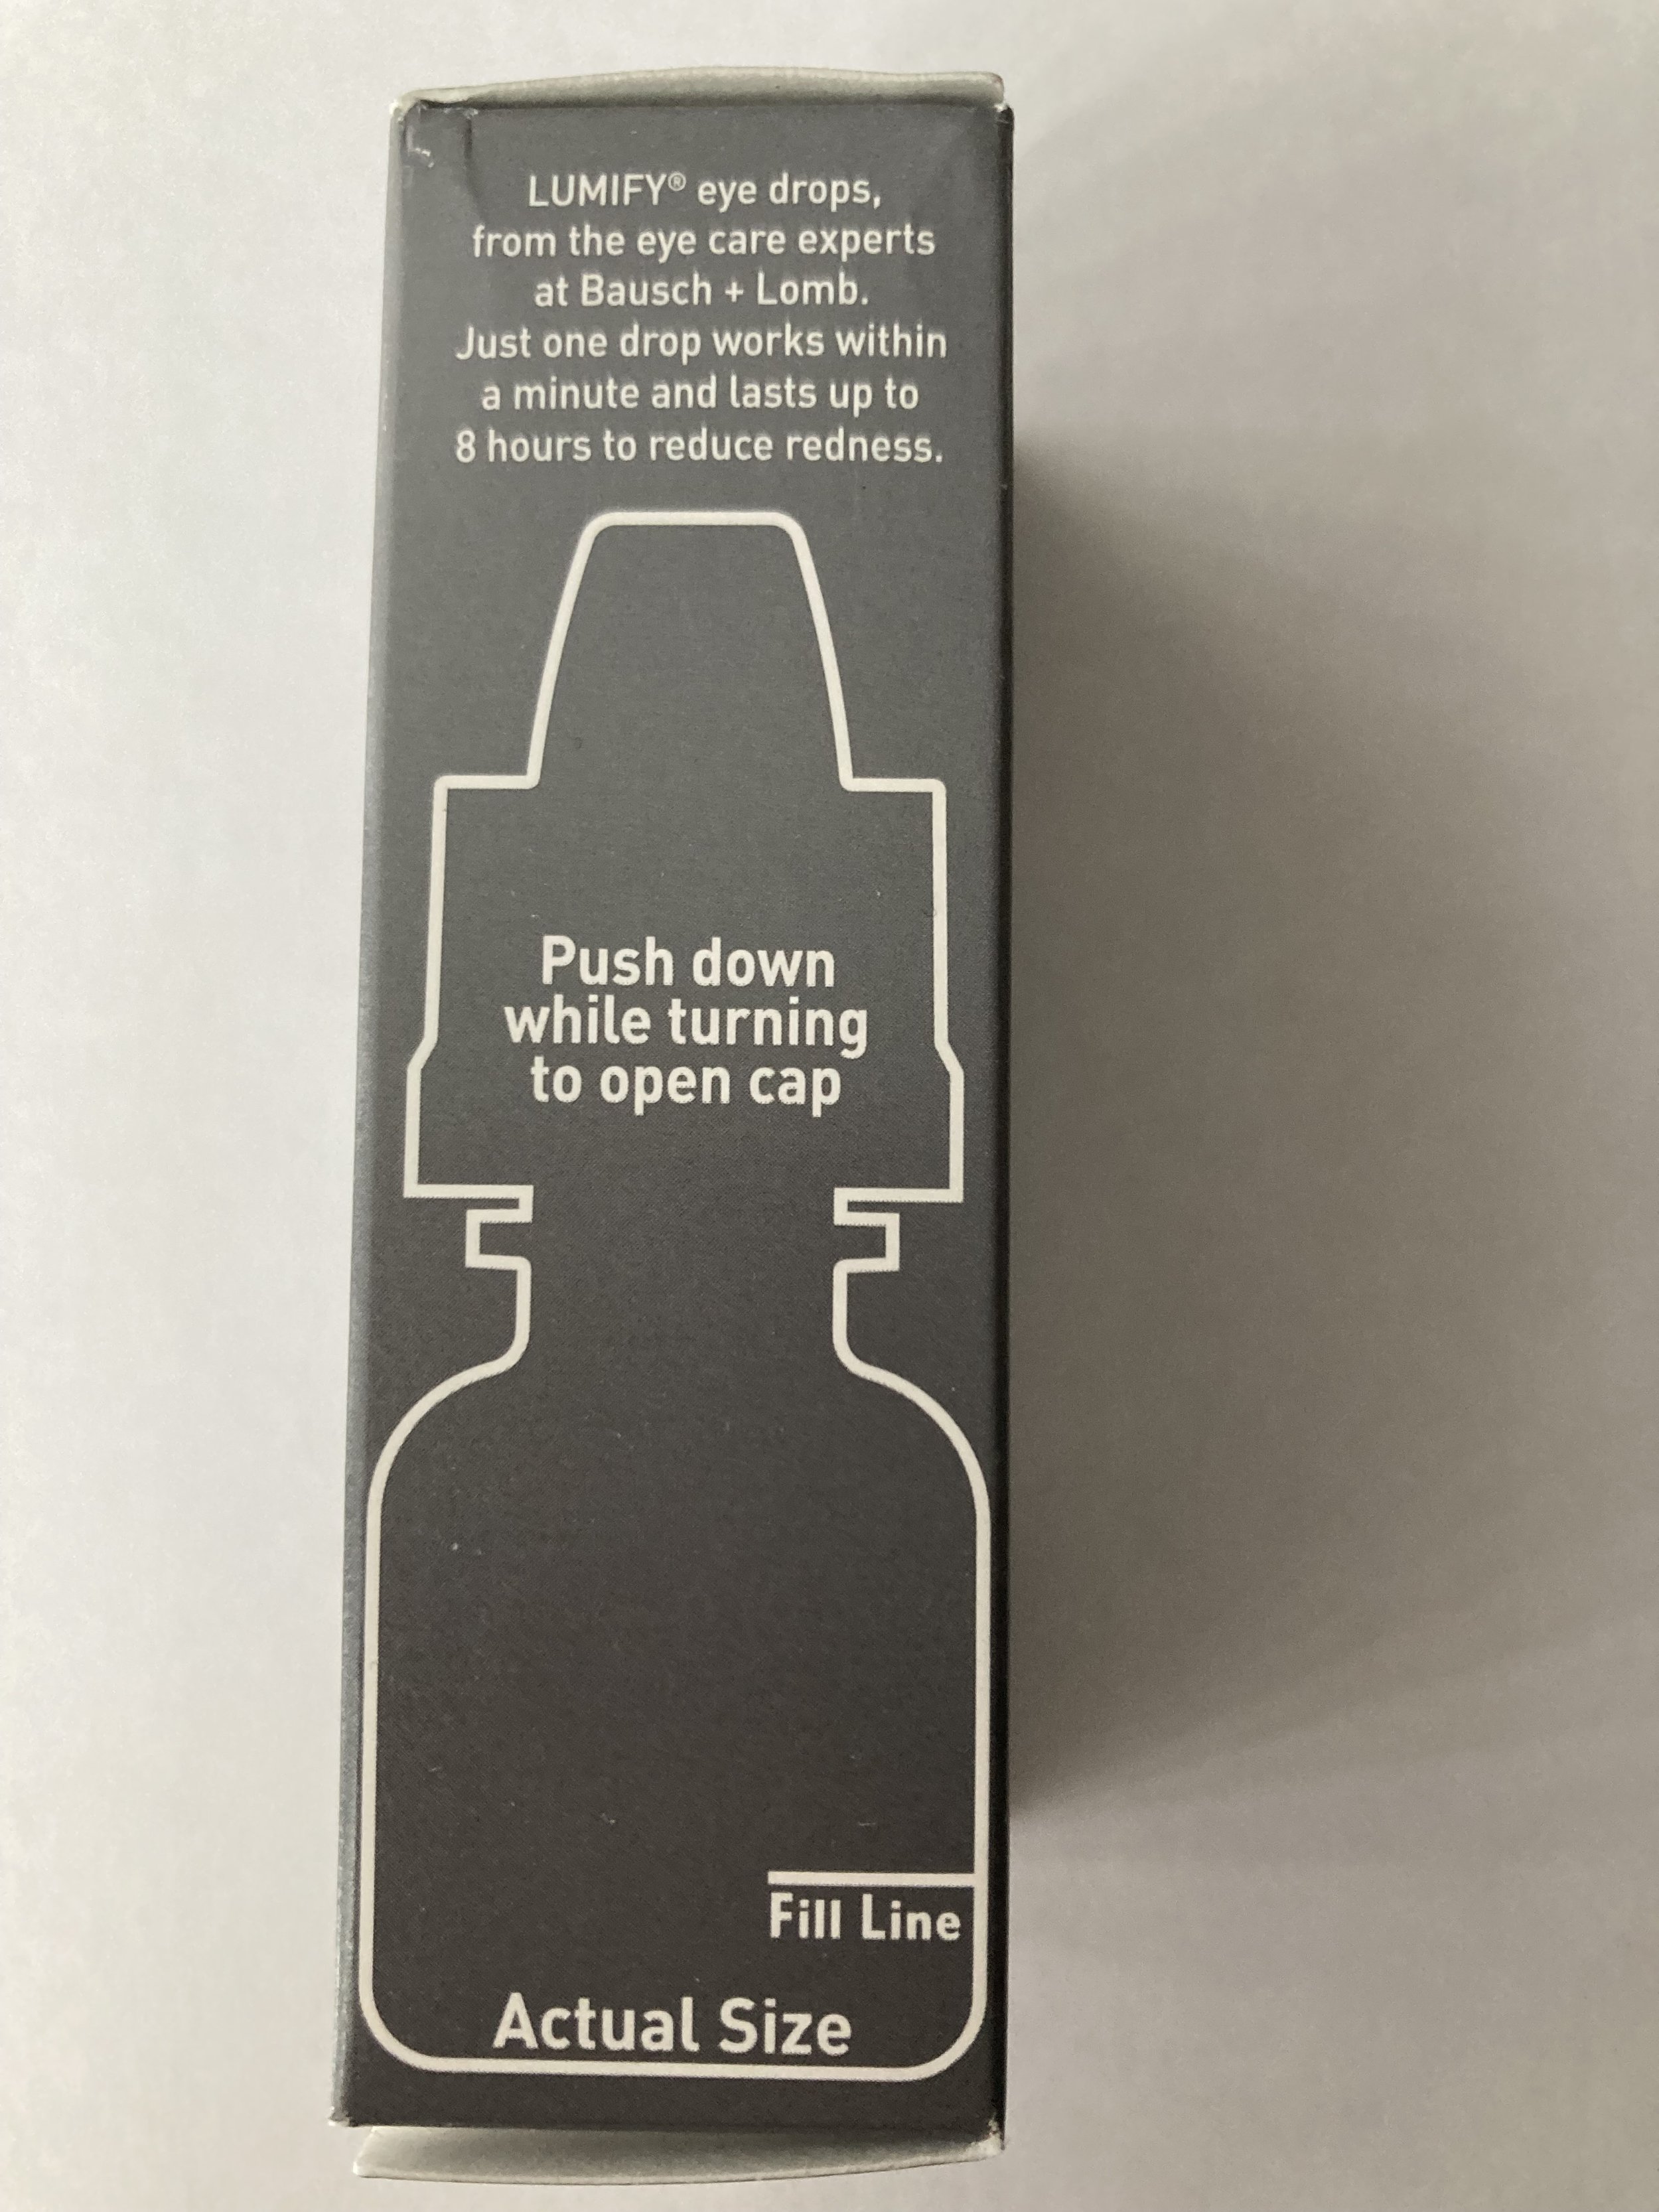 LUMIFY® eye drops,
from the eye care experts
at Bausch + Lomb.
Just one drop works within
a minute and lasts up to
8 hours to reduce redness.
Push down
while turning
to open cap
Fill Line
Actual Size